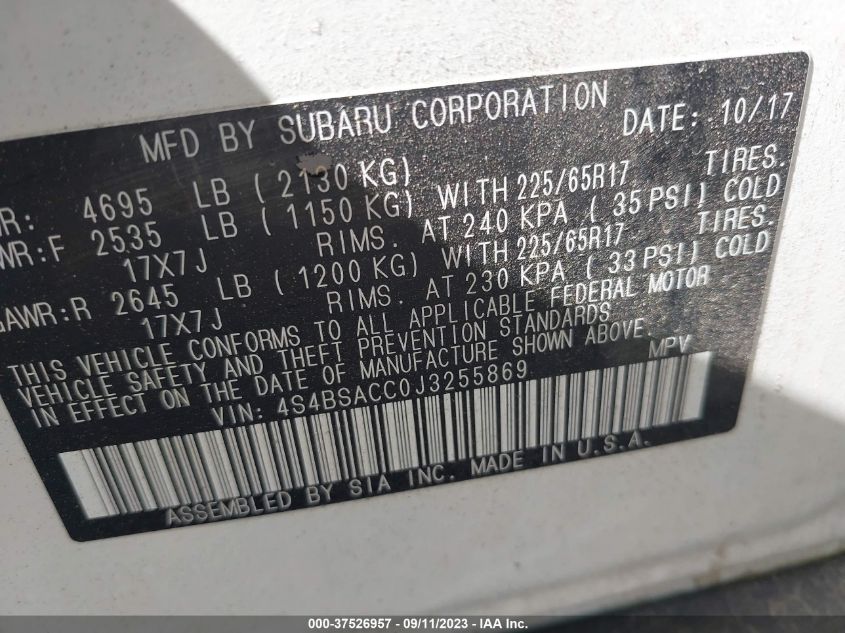 MFD BY SUBARU CORPORATION DATE: 10/17
WR: 4695 LB ( 2130 KG)
WR:F 2535 LB ( 1150 KG) WITH 225/65R17 TIRES.
17X7J RIMS. AT 240 KPA ( 35 PSI) COLD
GAWR:R 2645 LB ( 1200 KG) WITH 225/65R17 TIRES.
17X7J RIMS. AT 230 KPA ( 33 PSI) COLD
THIS VEHICLE CONFORMS TO ALL APPLICABLE FEDERAL MOTOR
VEHICLE SAFETY AND THEFT PREVENTION STANDARDS
IN EFFECT ON THE DATE OF MANUFACTURE SHOWN ABOVE.
VIN: 4S4BSACC0J3255869 MPV
ASSEMBLED BY SIA INC. MADE IN U.S.A.
000-37526957 - 09/11/2023 - IAA Inc.